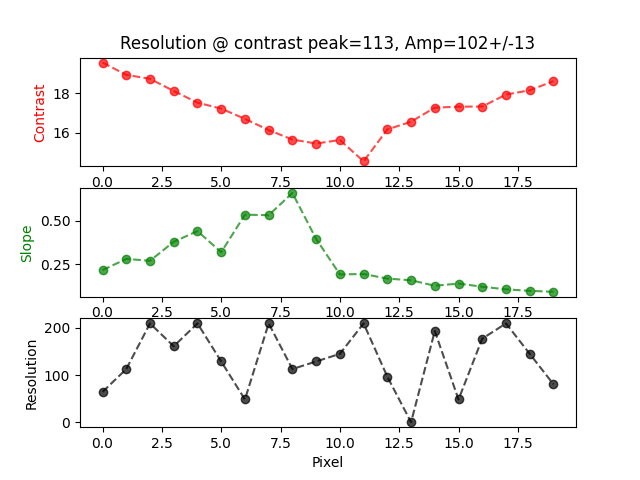 Resolution @ contrast peak=113, Amp=102+/-13
Contrast
18
16
0.0 2.5 5.0 7.5 10.0 12.5 15.0 17.5
Slope
0.50
0.25
0.0 2.5 5.0 7.5 10.0 12.5 15.0 17.5
Resolution
200
100
0
0.0 2.5 5.0 7.5 10.0 12.5 15.0 17.5
Pixel